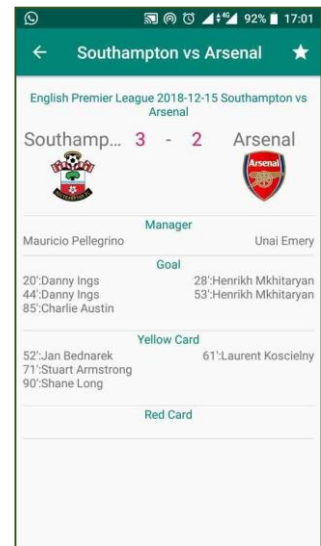 92% 17:01
Southampton vs Arsenal
English Premier League 2018-12-15 Southampton vs
Arsenal
Southamp... 3 - 2 Arsenal
Arsenal
Manager
Mauricio Pellegrino Unai Emery
Goal
20':Danny Ings 28':Henrikh Mkhitaryan
44':Danny Ings 53':Henrikh Mkhitaryan
85':Charlie Austin
Yellow Card
52':Jan Bednarek 61':Laurent Koscielny
71':Stuart Armstrong
90':Shane Long
Red Card